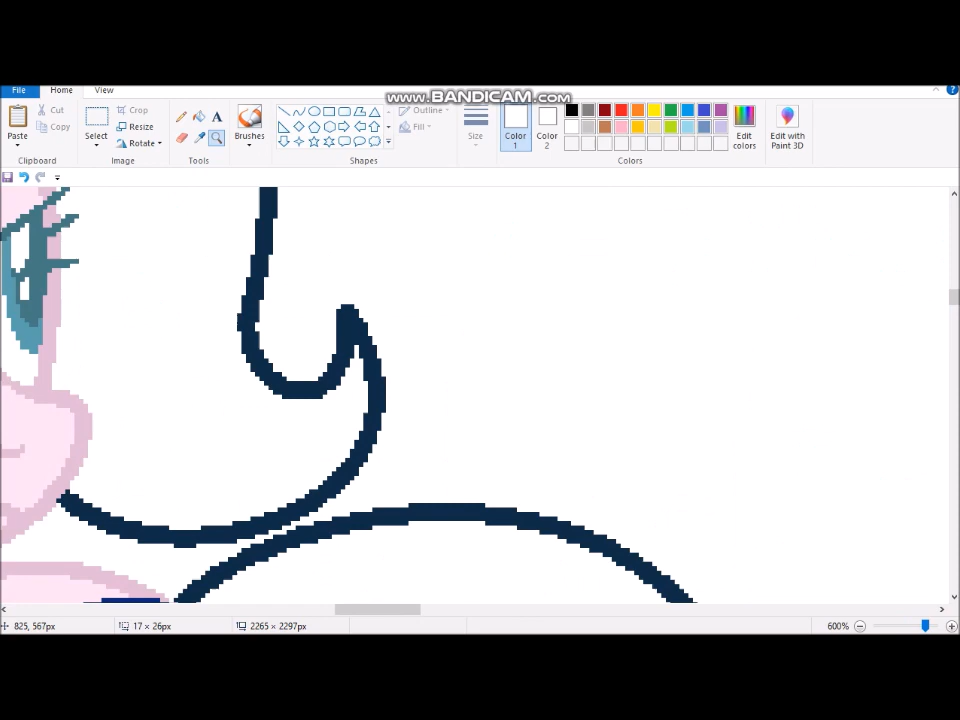 www.BANDICAM.com
File Home View
Paste
Cut
Copy
Clipboard
Select
Crop
Resize
Rotate
Image
A
Tools
Brushes
Outline
Fill
Shapes
Size
Color 1
Color 2
Edit colors
Colors
Edit with Paint 3D
825, 567px
17 × 26px
2265 × 2297px
600%